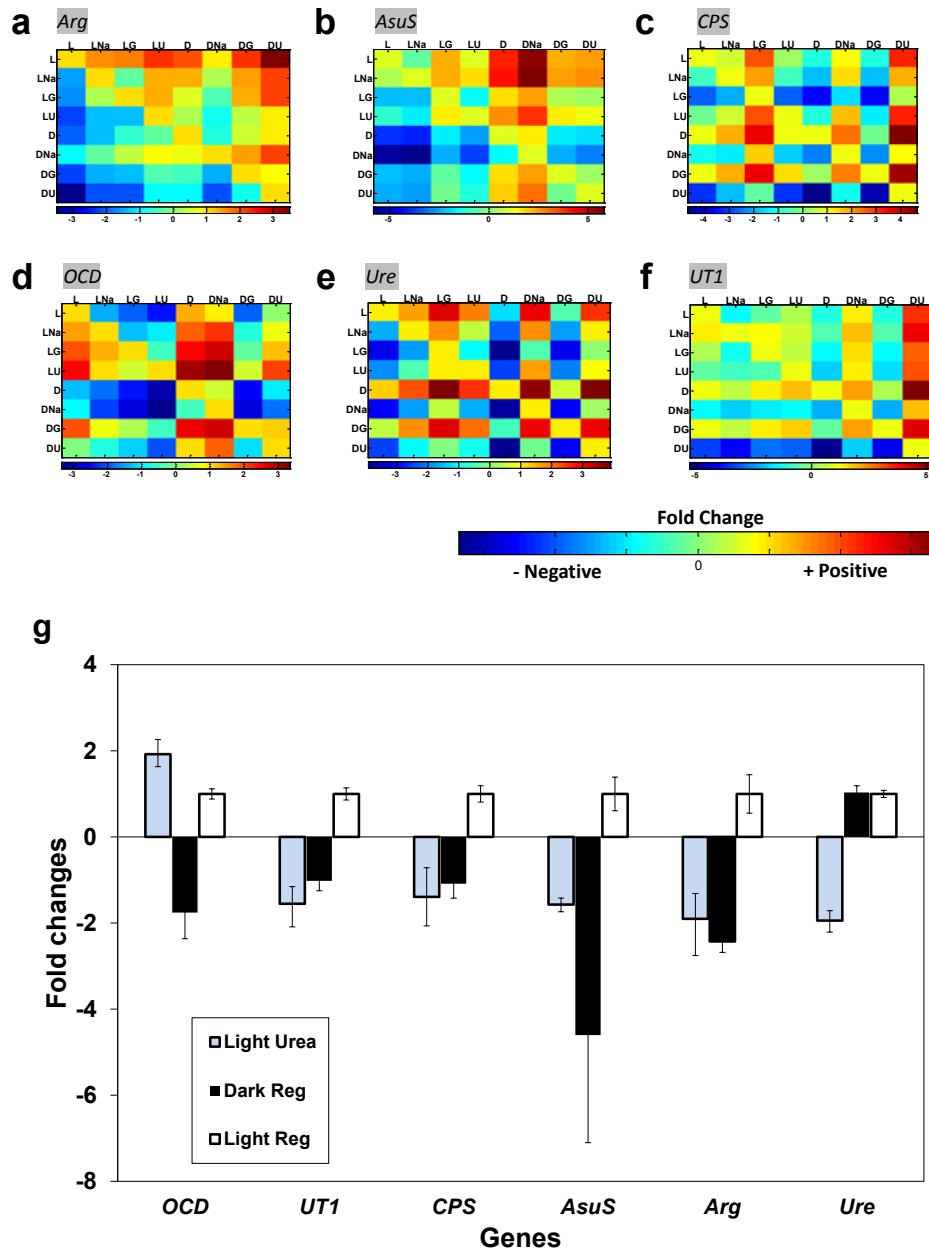 a Arg
L LNa LG LU D DNa DG DU
L
LNa
LG
LU
D
DNa
DG
DU
-3 -2 -1 0 1 2 3
b AsuS
L LNa LG LU D DNa DG DU
L
LNa
LG
LU
D
DNa
DG
DU
-5 0 5
c CPS
L LNa LG LU D DNa DG DU
L
LNa
LG
LU
D
DNa
DG
DU
-4 -3 -2 -1 0 1 2 3 4
d OCD
L LNa LG LU D DNa DG DU
L
LNa
LG
LU
D
DNa
DG
DU
-3 -2 -1 0 1 2 3
e Ure
L LNa LG LU D DNa DG DU
L
LNa
LG
LU
D
DNa
DG
DU
-3 -2 -1 0 1 2 3
f UT1
L LNa LG LU D DNa DG DU
L
LNa
LG
LU
D
DNa
DG
DU
-5 0 5
Fold Change
- Negative 0 + Positive
g
4
2
0
-2
-4
-6
-8
Fold changes
Light Urea
Dark Reg
Light Reg
OCD UT1 CPS AsuS Arg Ure
Genes